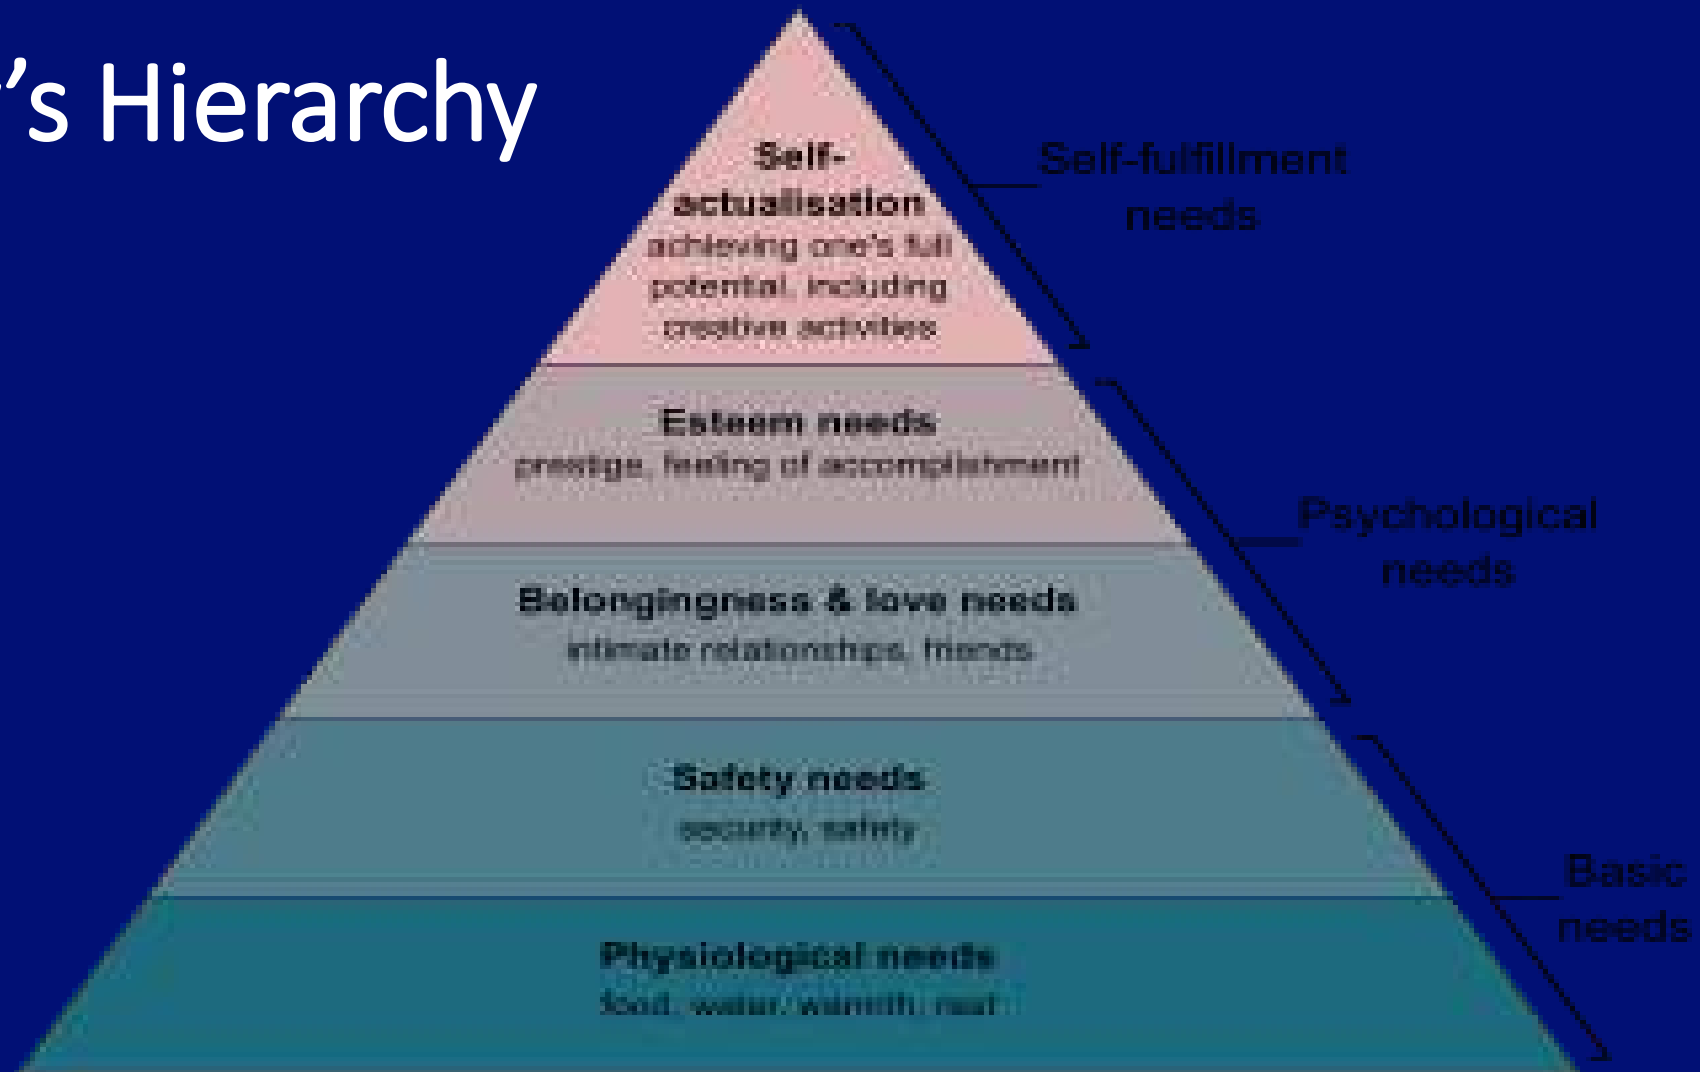 's Hierarchy
Self-
actualisation
achieving one's full
potential, including
creative activities
Self-fulfillment
needs
Esteem needs
prestige, feeling of accomplishment
Psychological
needs
Belongingness & love needs
intimate relationships, friends
Safety needs
security, safety
Basic
needs
Physiological needs
food, water, warmth, rest